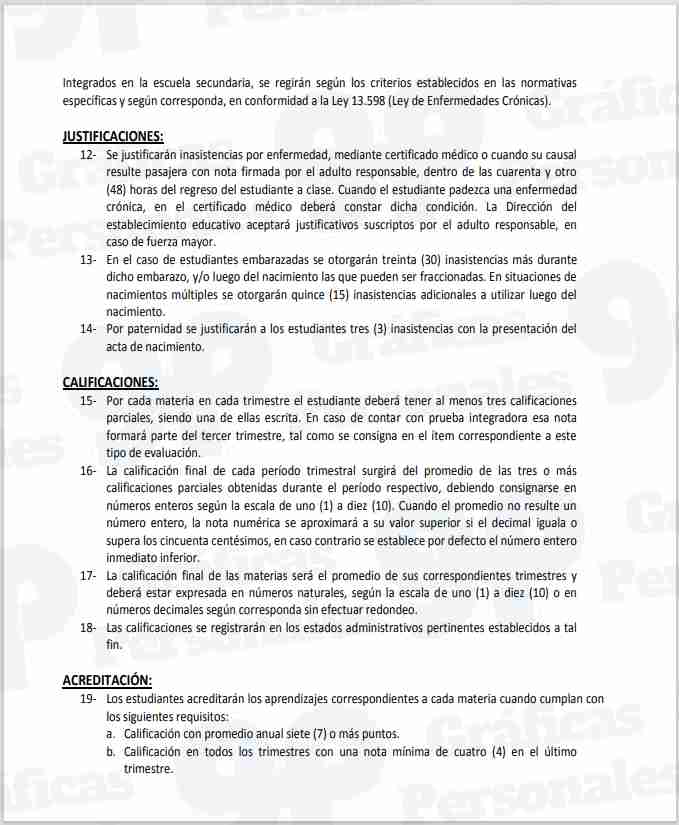 Integrados en la escuela secundaria, se regirán según los criterios establecidos en las normativas
específicas y según corresponda, en conformidad a la Ley 13.598 (Ley de Enfermedades Crónicas).
JUSTIFICACIONES:
12- Se justificarán inasistencias por enfermedad, mediante certificado médico o cuando su causal
resulte pasajera con nota firmada por el adulto responsable, dentro de las cuarenta y otro
(48) horas del regreso del estudiante a clase. Cuando el estudiante padezca una enfermedad
crónica, en el certificado médico deberá constar dicha condición. La Dirección del
establecimiento educativo aceptará justificativos suscriptos por el adulto responsable, en
caso de fuerza mayor.
13- En el caso de estudiantes embarazadas se otorgarán treinta (30) inasistencias más durante
dicho embarazo, y/o luego del nacimiento las que pueden ser fraccionadas. En situaciones de
nacimientos múltiples se otorgarán quince (15) inasistencias adicionales a utilizar luego del
nacimiento.
14- Por paternidad se justificarán a los estudiantes tres (3) inasistencias con la presentación del
acta de nacimiento.
CALIFICACIONES:
15- Por cada materia en cada trimestre el estudiante deberá tener al menos tres calificaciones
parciales, siendo una de ellas escrita. En caso de contar con prueba integradora esa nota
formará parte del tercer trimestre, tal como se consigna en el ítem correspondiente a este
tipo de evaluación.
16- La calificación final de cada período trimestral surgirá del promedio de las tres o más
calificaciones parciales obtenidas durante el período respectivo, debiendo consignarse en
números enteros según la escala de uno (1) a diez (10). Cuando el promedio no resulte un
número entero, la nota numérica se aproximará a su valor superior si el decimal iguala o
supera los cincuenta centésimos, en caso contrario se establece por defecto el número entero
inmediato inferior.
17- La calificación final de las materias será el promedio de sus correspondientes trimestres y
deberá estar expresada en números naturales, según la escala de uno (1) a diez (10) o en
números decimales según corresponda sin efectuar redondeo.
18- Las calificaciones se registrarán en los estados administrativos pertinentes establecidos a tal
fin.
ACREDITACIÓN:
19- Los estudiantes acreditarán los aprendizajes correspondientes a cada materia cuando cumplan con
los siguientes requisitos:
a. Calificación con promedio anual siete (7) o más puntos.
b. Calificación en todos los trimestres con una nota mínima de cuatro (4) en el último
trimestre.